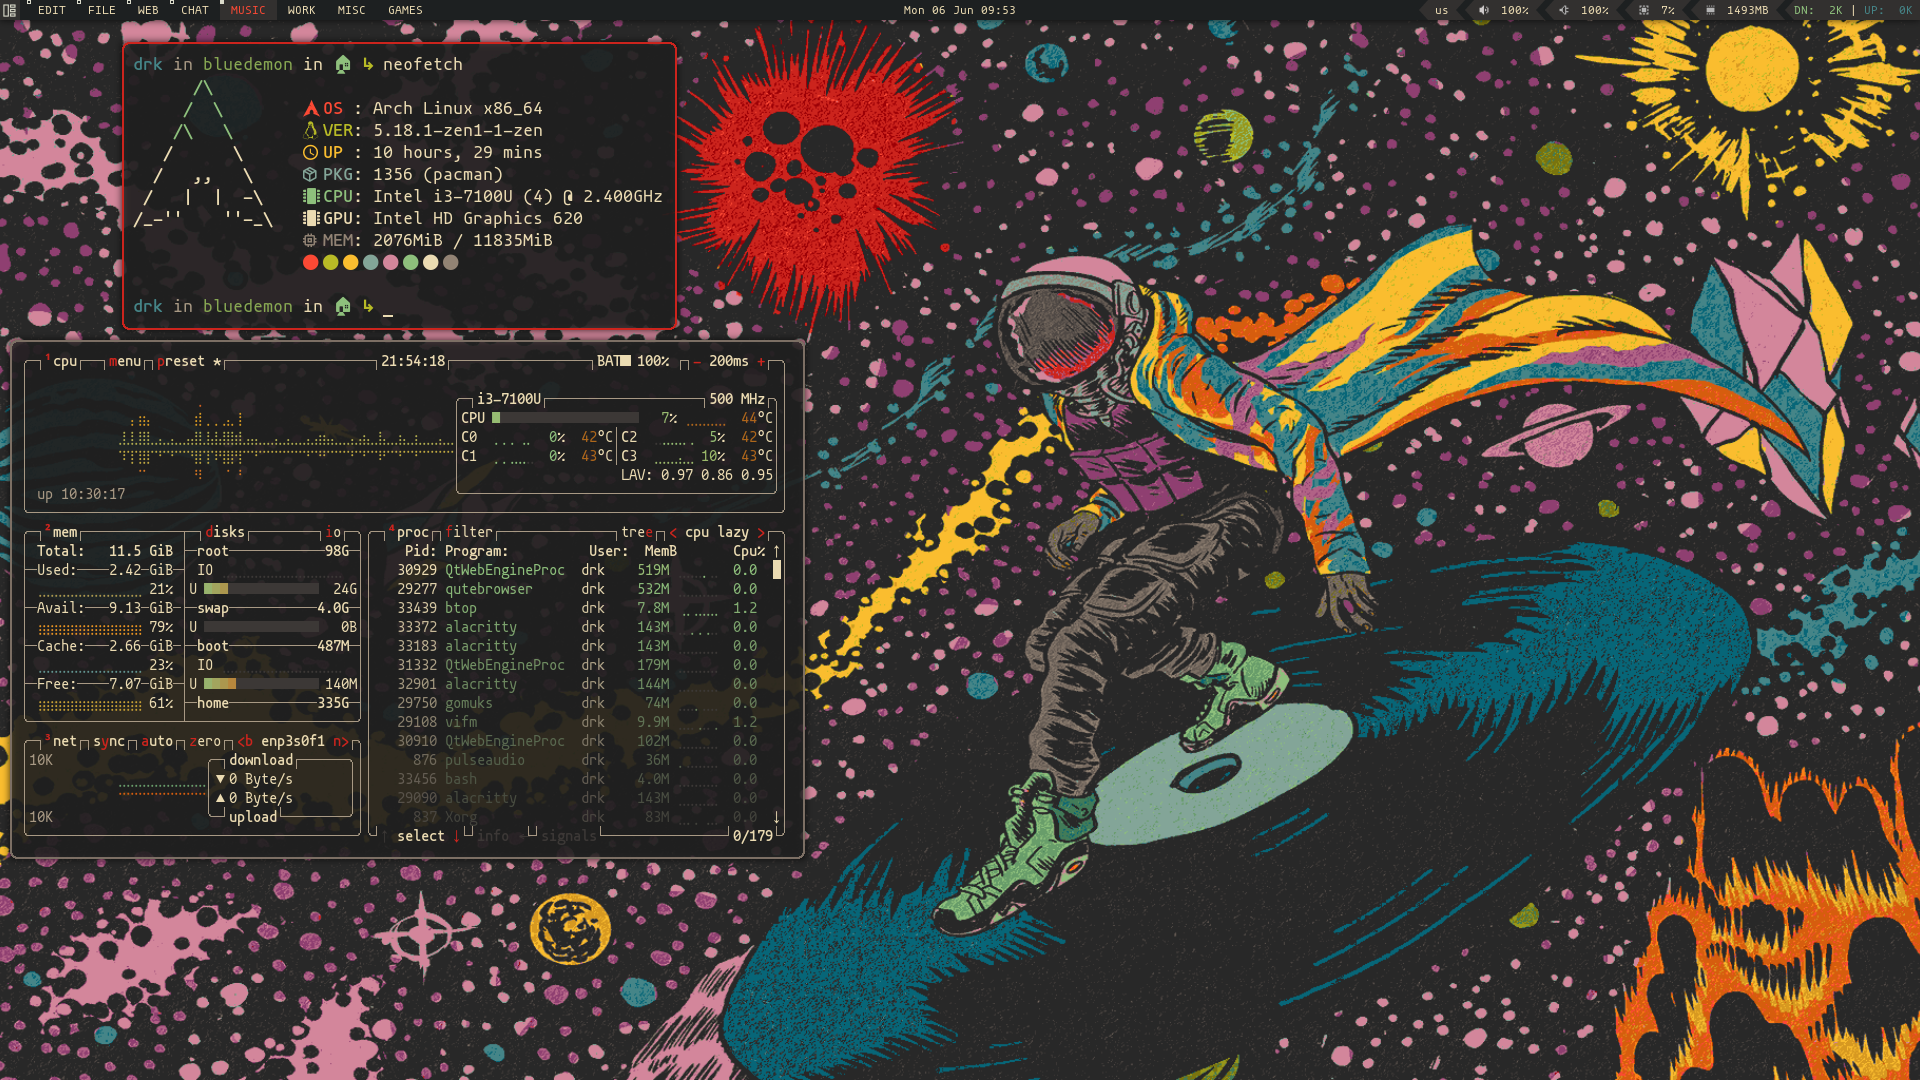 EDIT FILE WEB CHAT MUSIC WORK MISC GAMES Mon 06 Jun 09:53 us 100% 100% 7% 1493MB DN: 2K | UP: 0K
drk in bluedemon in ↳ neofetch
OS : Arch Linux x86_64
VER: 5.18.1-zen1-1-zen
UP : 10 hours, 29 mins
PKG: 1356 (pacman)
CPU: Intel i3-7100U (4) @ 2.400GHz
GPU: Intel HD Graphics 620
MEM: 2076MiB / 11835MiB
drk in bluedemon in ↳ _
¹cpu menu preset * 21:54:18 BAT■ 100% - 200ms +
i3-7100U 500 MHz
CPU 7% 44°C
C0 0% 42°C C2 5% 42°C
C1 0% 43°C C3 10% 43°C
LAV: 0.97 0.86 0.95
up 10:30:17
²mem disks io
Total: 11.5 GiB root 98G
Used: 2.42 GiB IO
21% U 24G
Avail: 9.13 GiB swap 4.0G
79% U 0B
Cache: 2.66 GiB boot 487M
23% IO
Free: 7.07 GiB U 140M
61% home 335G
³net sync auto zero <b enp3s0f1 n>
10K download
▼ 0 Byte/s
▲ 0 Byte/s
10K upload
⁴proc filter tree < cpu lazy >
Pid: Program: User: MemB Cpu% ↑
30929 QtWebEngineProc drk 519M 0.0
29277 qutebrowser drk 532M 0.0
33439 btop drk 7.8M 1.2
33372 alacritty drk 143M 0.0
33183 alacritty drk 143M 0.0
31332 QtWebEngineProc drk 179M 0.0
32901 alacritty drk 144M 0.0
29750 gomuks drk 74M 0.0
29108 vifm drk 9.9M 1.2
30910 QtWebEngineProc drk 102M 0.0
876 pulseaudio drk 36M 0.0
33456 bash drk 4.0M 0.0
29090 alacritty drk 143M 0.0
837 Xorg drk 83M 0.0 ↓
↑ select ↓ info signals 0/179